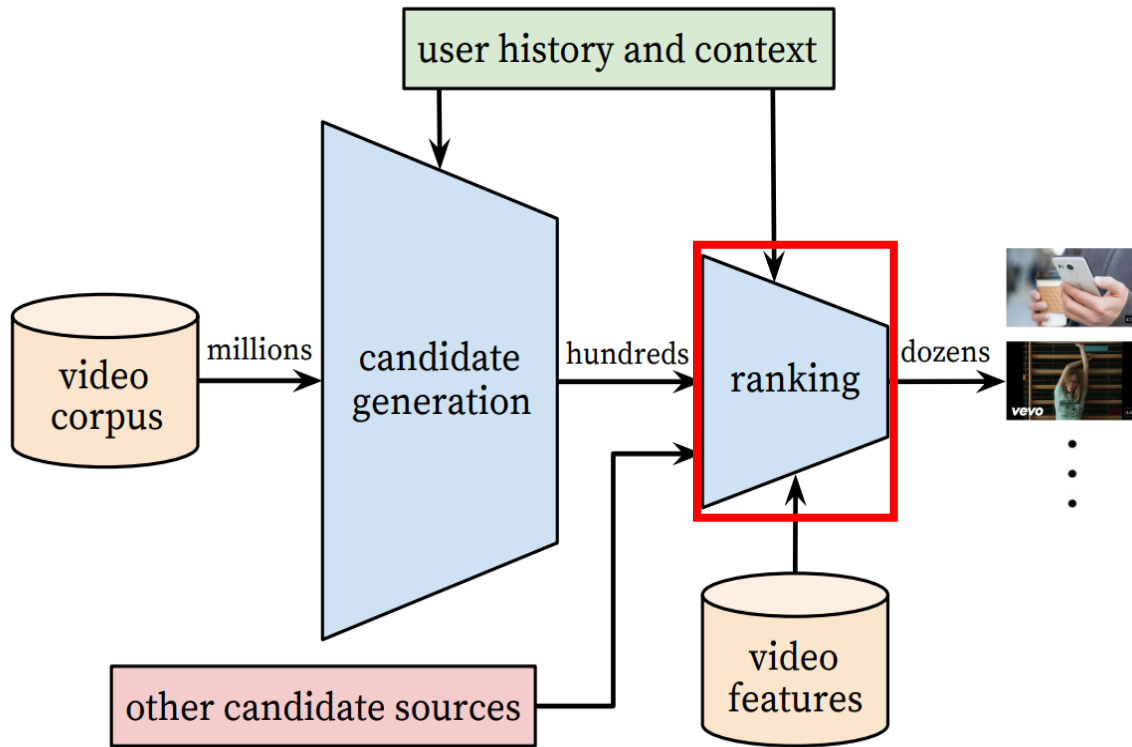 user history and context
millions
video
corpus
candidate
generation
hundreds
ranking
dozens
vevo
other candidate sources
video
features